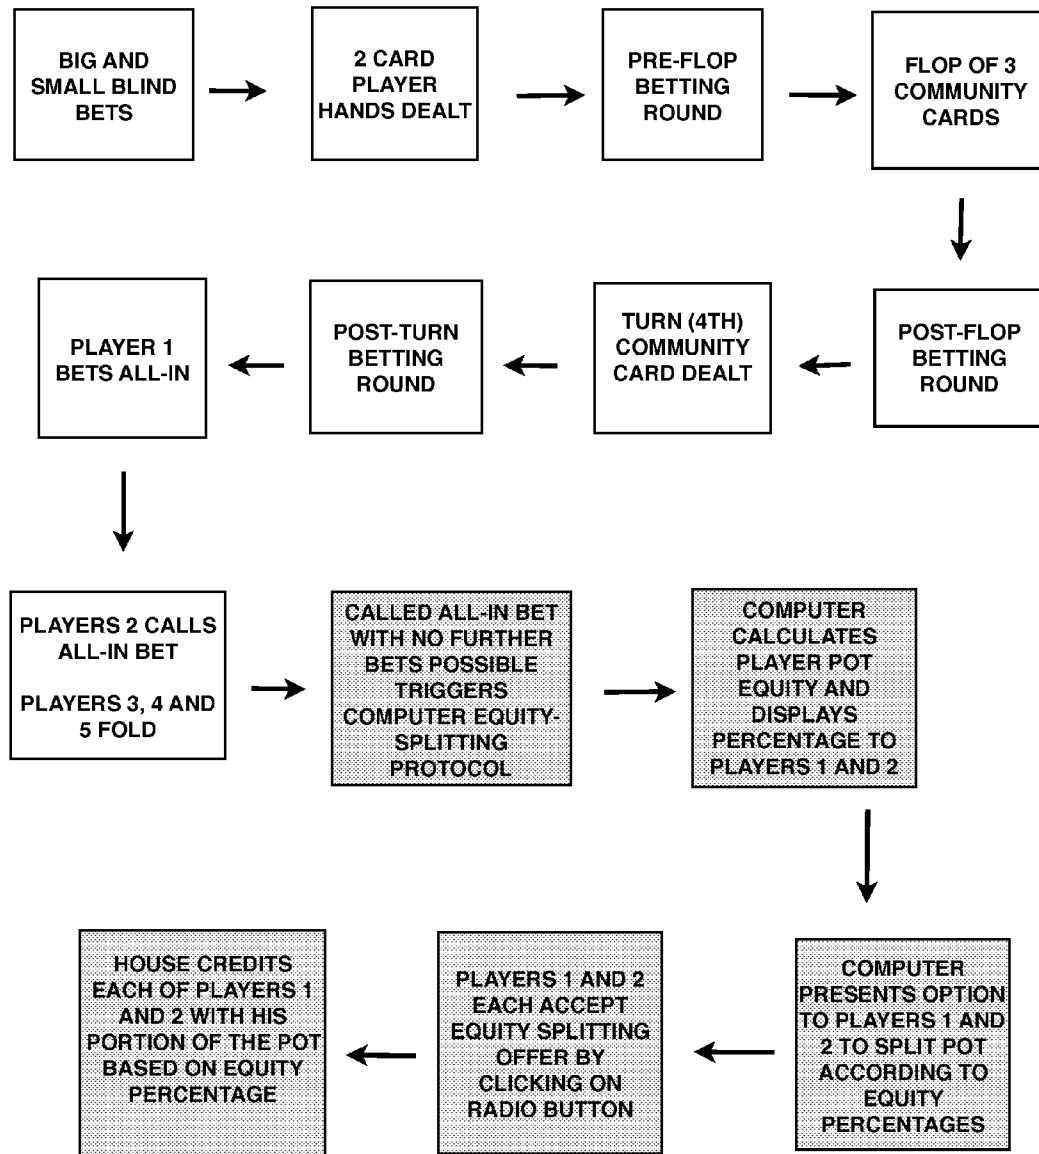 BIG AND
SMALL BLIND
BETS
2 CARD
PLAYER
HANDS DEALT
PRE-FLOP
BETTING
ROUND
FLOP OF 3
COMMUNITY
CARDS
POST-FLOP
BETTING
ROUND
TURN (4TH)
COMMUNITY
CARD DEALT
POST-TURN
BETTING
ROUND
PLAYER 1
BETS ALL-IN
PLAYERS 2 CALLS
ALL-IN BET
PLAYERS 3, 4 AND
5 FOLD
CALLED ALL-IN BET
WITH NO FURTHER
BETS POSSIBLE
TRIGGERS
COMPUTER EQUITY-
SPLITTING
PROTOCOL
COMPUTER
CALCULATES
PLAYER POT
EQUITY AND
DISPLAYS
PERCENTAGE TO
PLAYERS 1 AND 2
COMPUTER
PRESENTS OPTION
TO PLAYERS 1 AND
2 TO SPLIT POT
ACCORDING TO
EQUITY
PERCENTAGES
PLAYERS 1 AND 2
EACH ACCEPT
EQUITY SPLITTING
OFFER BY
CLICKING ON
RADIO BUTTON
HOUSE CREDITS
EACH OF PLAYERS 1
AND 2 WITH HIS
PORTION OF THE POT
BASED ON EQUITY
PERCENTAGE